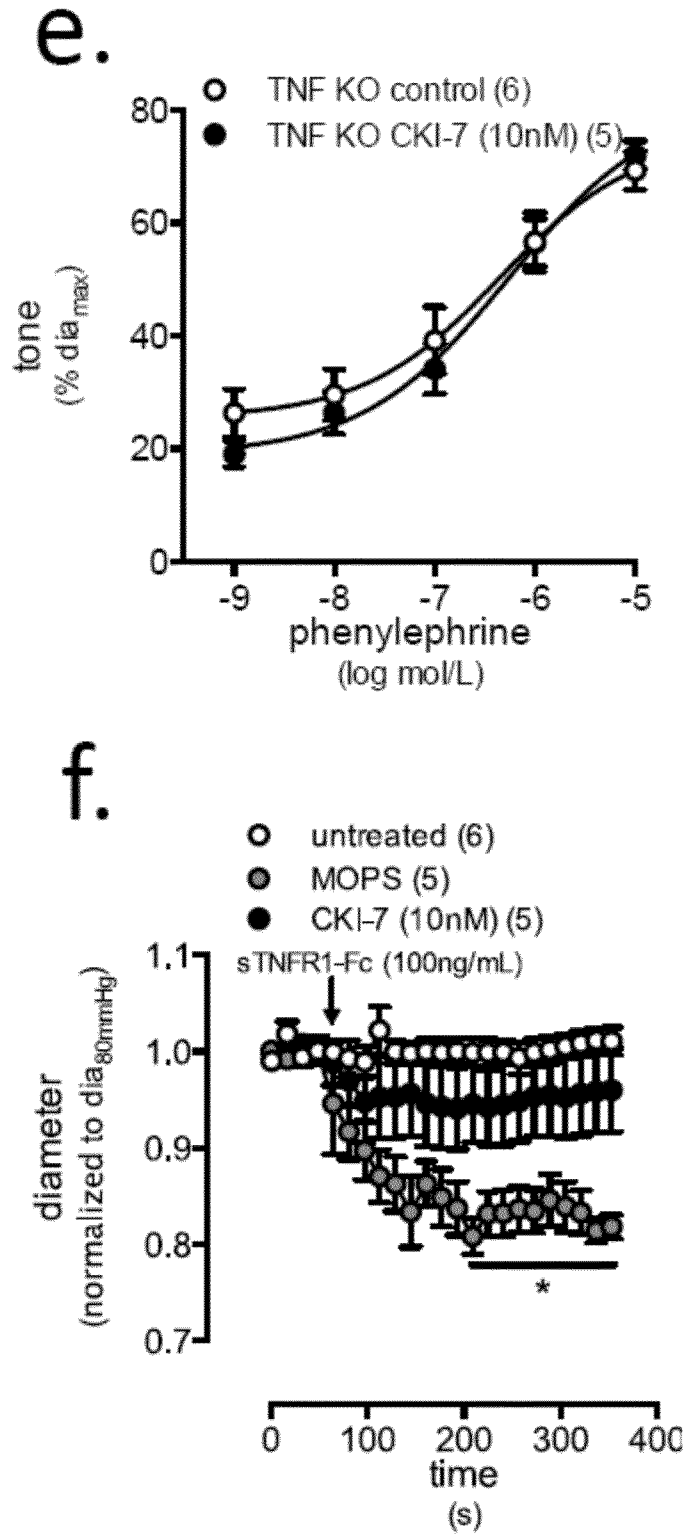 e.
TNF KO control (6)
TNF KO CKI-7 (10nM) (5)
80
60
40
20
0
tone
(% dia max)
-9 -8 -7 -6 -5
phenylephrine
(log mol/L)
f.
untreated (6)
MOPS (5)
CKI-7 (10nM) (5)
sTNFR1-Fc (100ng/mL)
1.1
1.0
0.9
0.8
0.7
diameter
(normalized to dia 80mmHg)
*
0 100 200 300 400
time
(s)